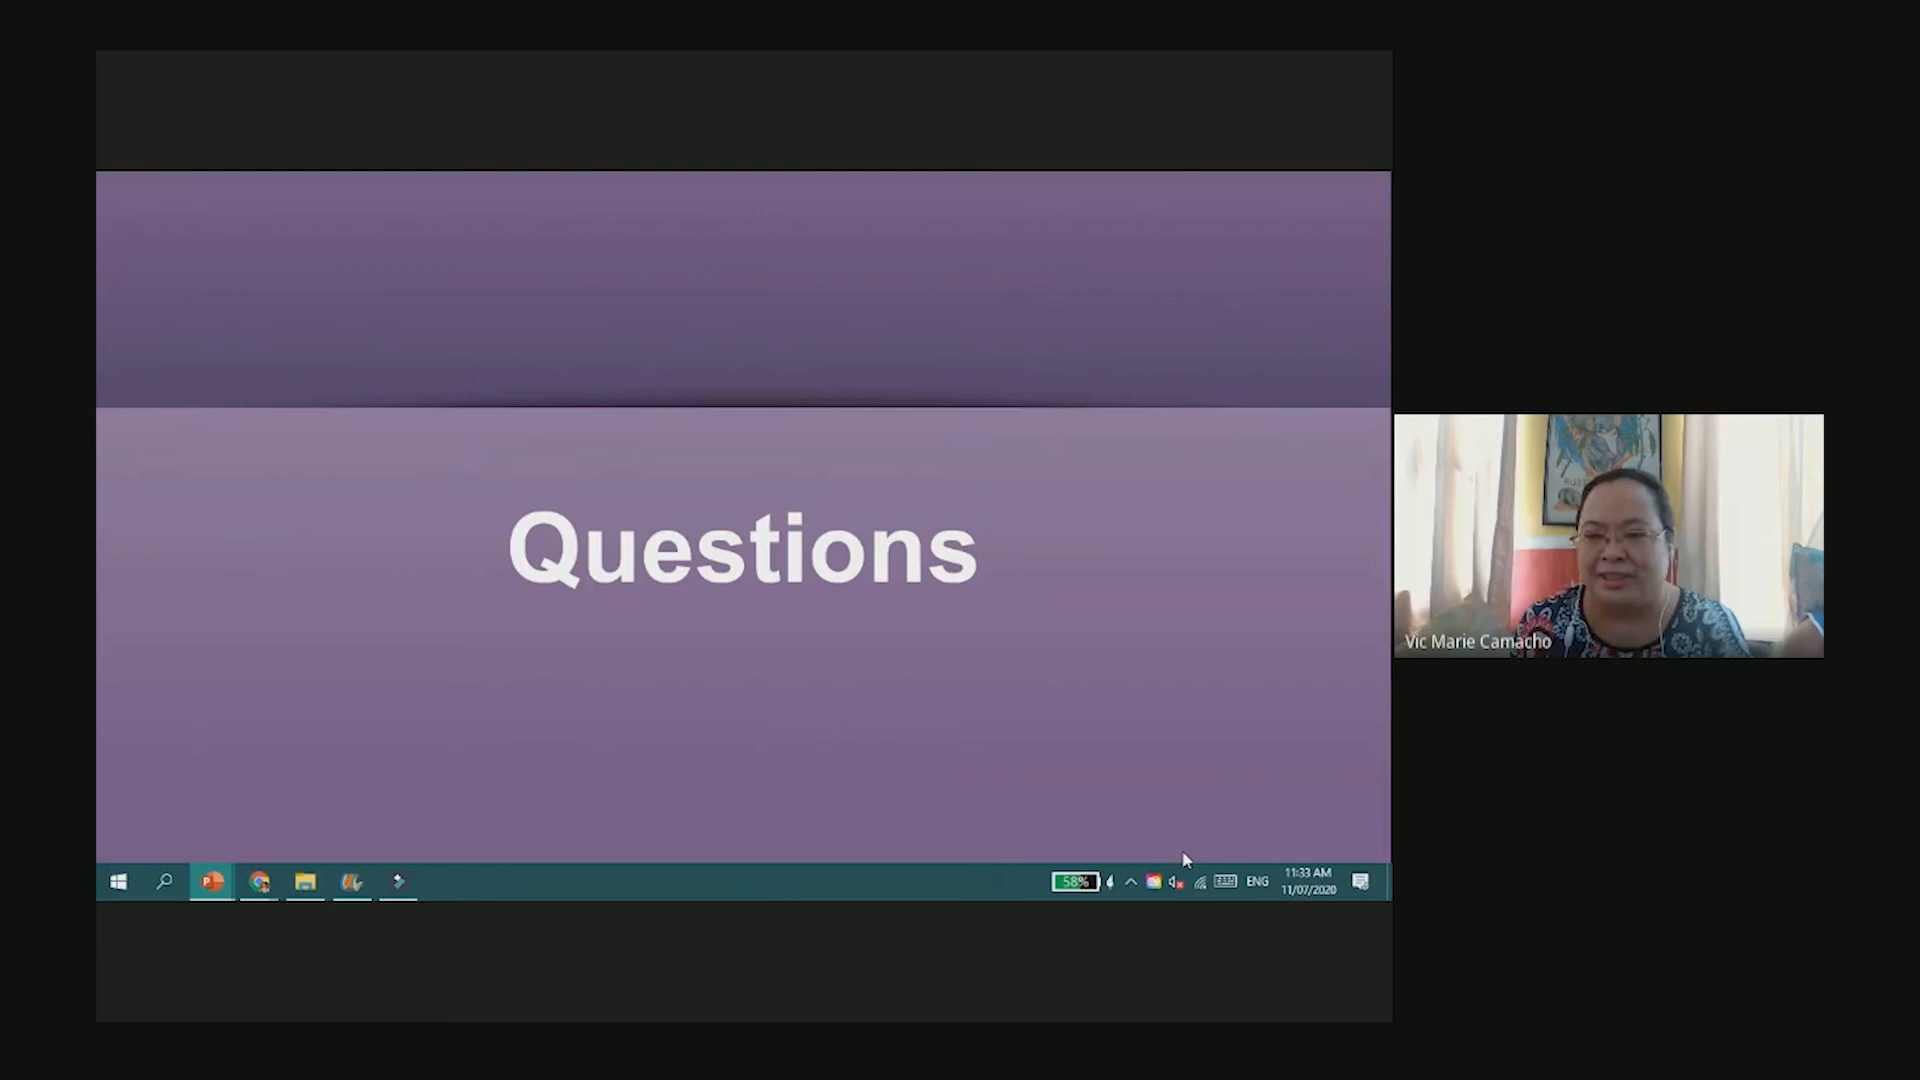 Questions
Vic Marie Camacho
58%
ENG
11:33 AM
11/07/2020